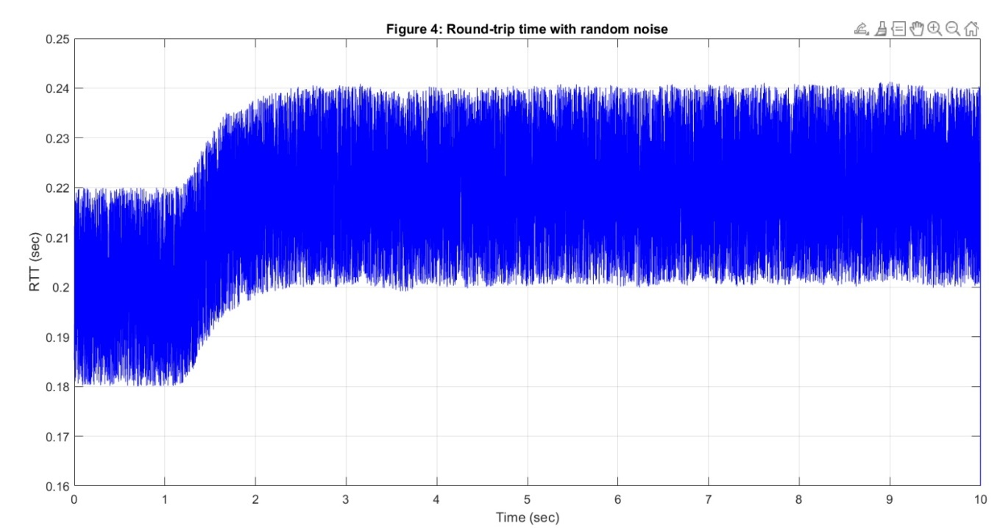 Figure 4: Round-trip time with random noise
0.25
0.24
0.23
0.22
0.21
0.2
0.19
0.18
0.17
0.16
RTT (sec)
0 1 2 3 4 5 6 7 8 9 10
Time (sec)